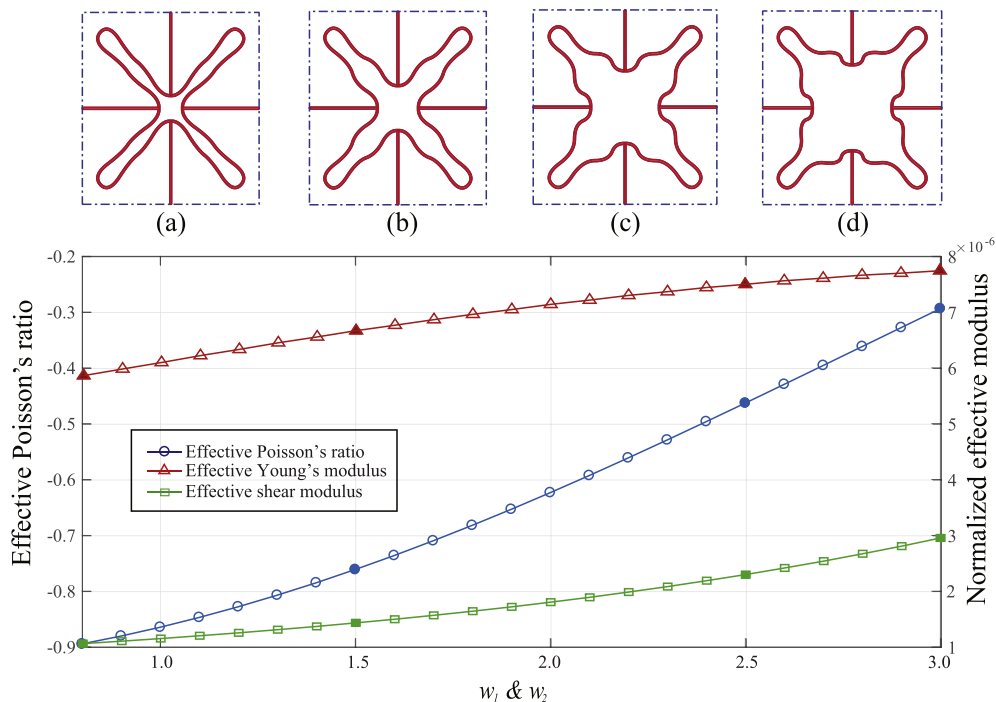 (a) (b) (c) (d)
Effective Poisson's ratio
-0.2
-0.3
-0.4
-0.5
-0.6
-0.7
-0.8
-0.9
Effective Poisson's ratio
Effective Young's modulus
Effective shear modulus
8×10⁻⁶
7
6
5
4
3
2
1
Normalized effective modulus
1.0 1.5 2.0 2.5 3.0
w₁ & w₂